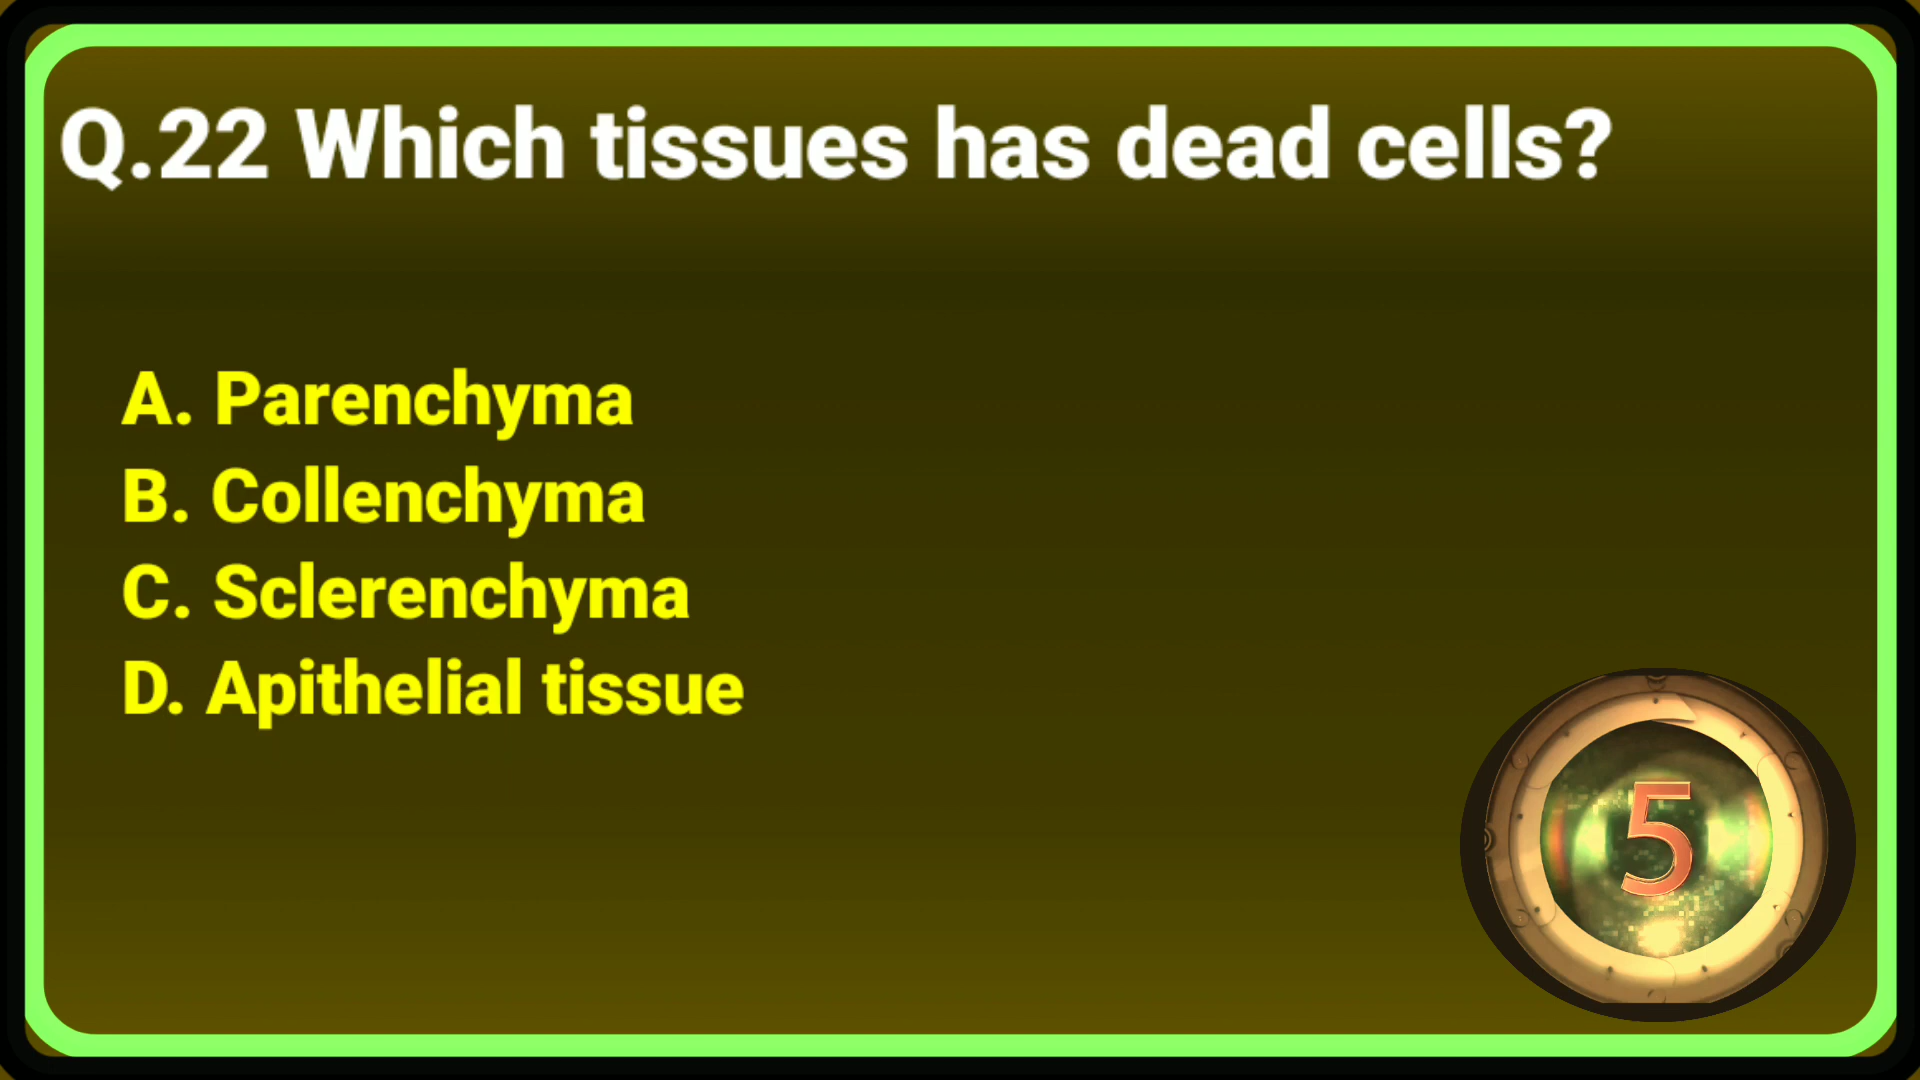 Q.22 Which tissues has dead cells?
A. Parenchyma
B. Collenchyma
C. Sclerenchyma
D. Apithelial tissue
5